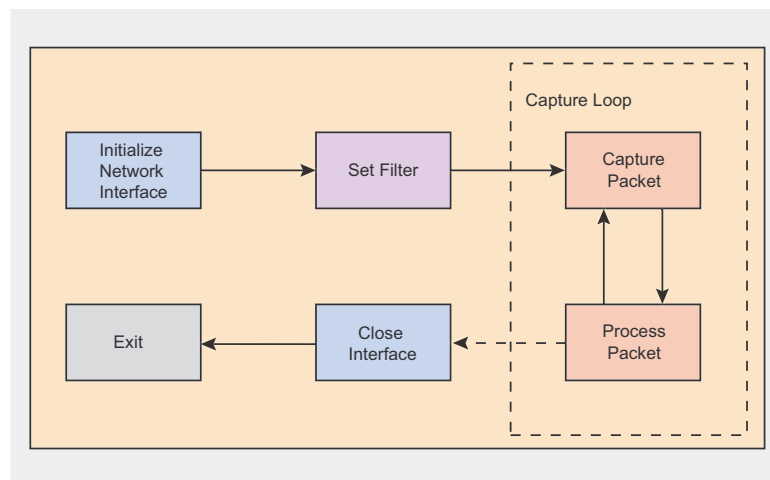 Capture Loop
Initialize
Network
Interface
Set Filter
Capture
Packet
Exit
Close
Interface
Process
Packet